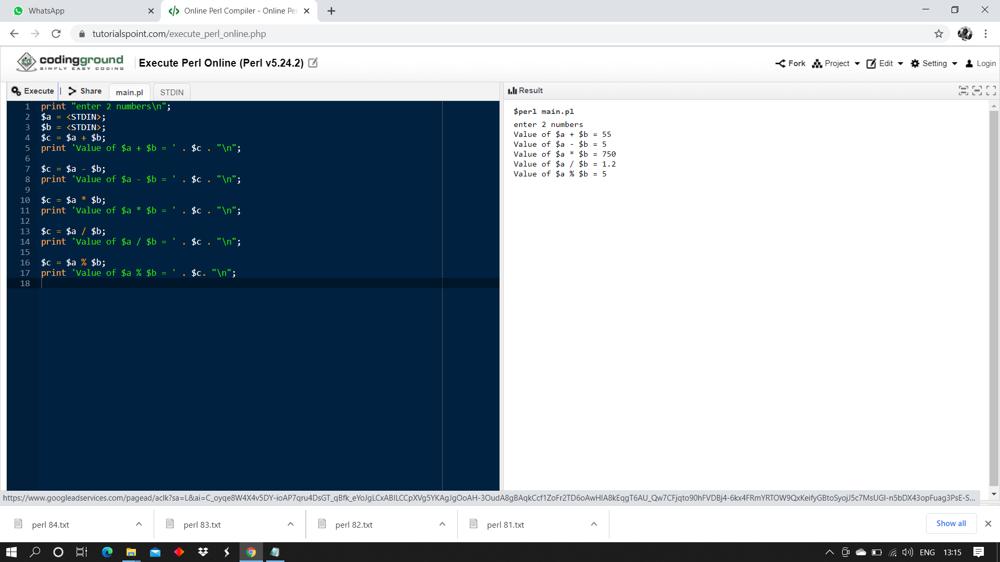 WhatsApp
Online Perl Compiler - Online Per
tutorialspoint.com/execute_perl_online.php
codingground
SIMPLY EASY CODING
Execute Perl Online (Perl v5.24.2)
Fork Project Edit Setting Login
Execute | Share main.pl STDIN
1 print "enter 2 numbers\n";
2 $a = <STDIN>;
3 $b = <STDIN>;
4 $c = $a + $b;
5 print 'Value of $a + $b = ' . $c . "\n";
6
7 $c = $a - $b;
8 print 'Value of $a - $b = ' . $c . "\n";
9
10 $c = $a * $b;
11 print 'Value of $a * $b = ' . $c . "\n";
12
13 $c = $a / $b;
14 print 'Value of $a / $b = ' . $c . "\n";
15
16 $c = $a % $b;
17 print 'Value of $a % $b = ' . $c. "\n";
18
Result
$perl main.pl
enter 2 numbers
Value of $a + $b = 55
Value of $a - $b = 5
Value of $a * $b = 750
Value of $a / $b = 1.2
Value of $a % $b = 5
https://www.googleadservices.com/pagead/aclk?sa=L&ai=C_oyqe8W4X4v5DY-ioAP7qru4DsGT_qBfk_eYoJgLCxABILCCpXVg5YKAgJgOoAH-3OudA8gBAqkCcf1ZoFr2TD6oAwHIA8kEqgT6AU_Qw7CFjqto90hFVDBj4-6kx4FRmYRTOW9QxKeifyGBtoSyojJ5c7MsUGI-n5bDX43opFuag3PsE-S...
perl 84.txt
perl 83.txt
perl 82.txt
perl 81.txt
Show all
ENG 13:15